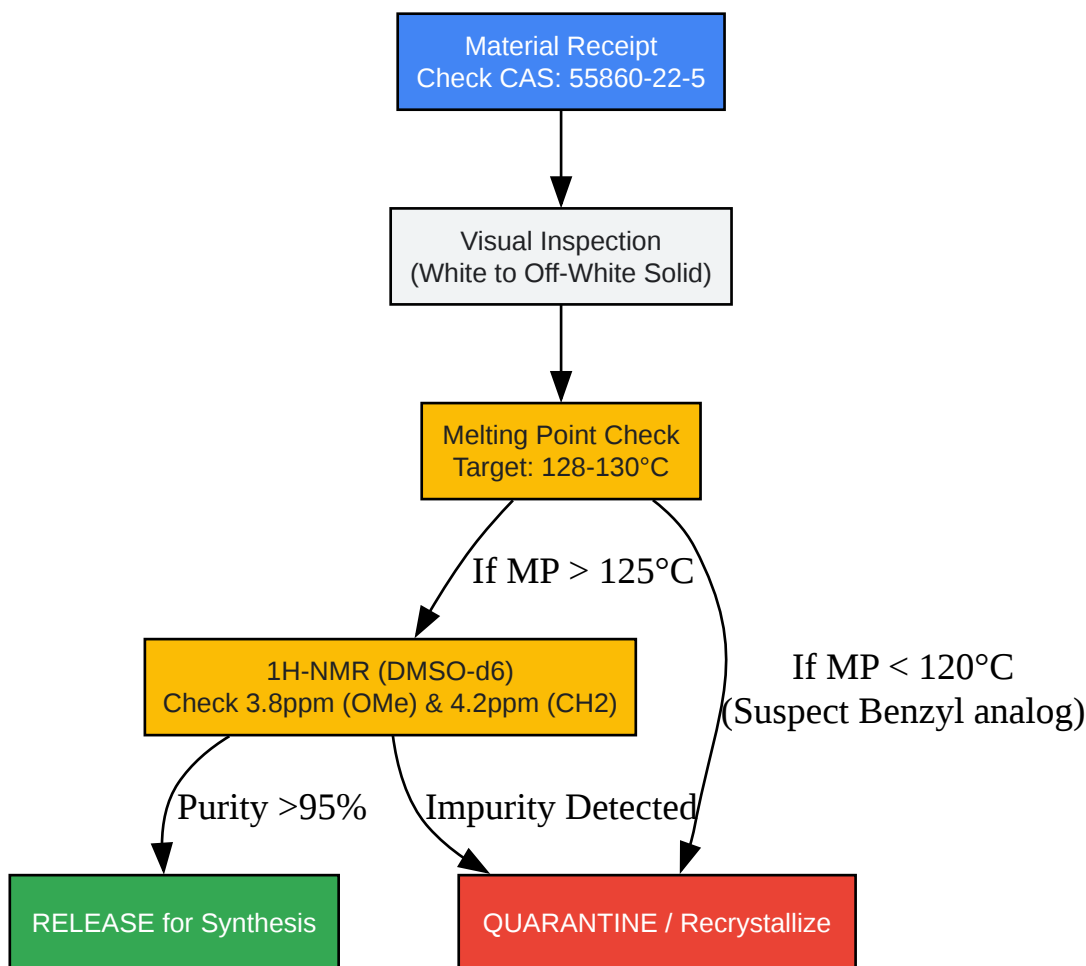 Material Receipt
Check CAS: 55860-22-5
Visual Inspection
(White to Off-White Solid)
Melting Point Check
Target: 128-130°C
If MP > 125°C
1H-NMR (DMSO-d6)
Check 3.8ppm (OMe) & 4.2ppm (CH2)
If MP < 120°C
(Suspect Benzyl analog)
Purity >95%
Impurity Detected
RELEASE for Synthesis
QUARANTINE / Recrystallize